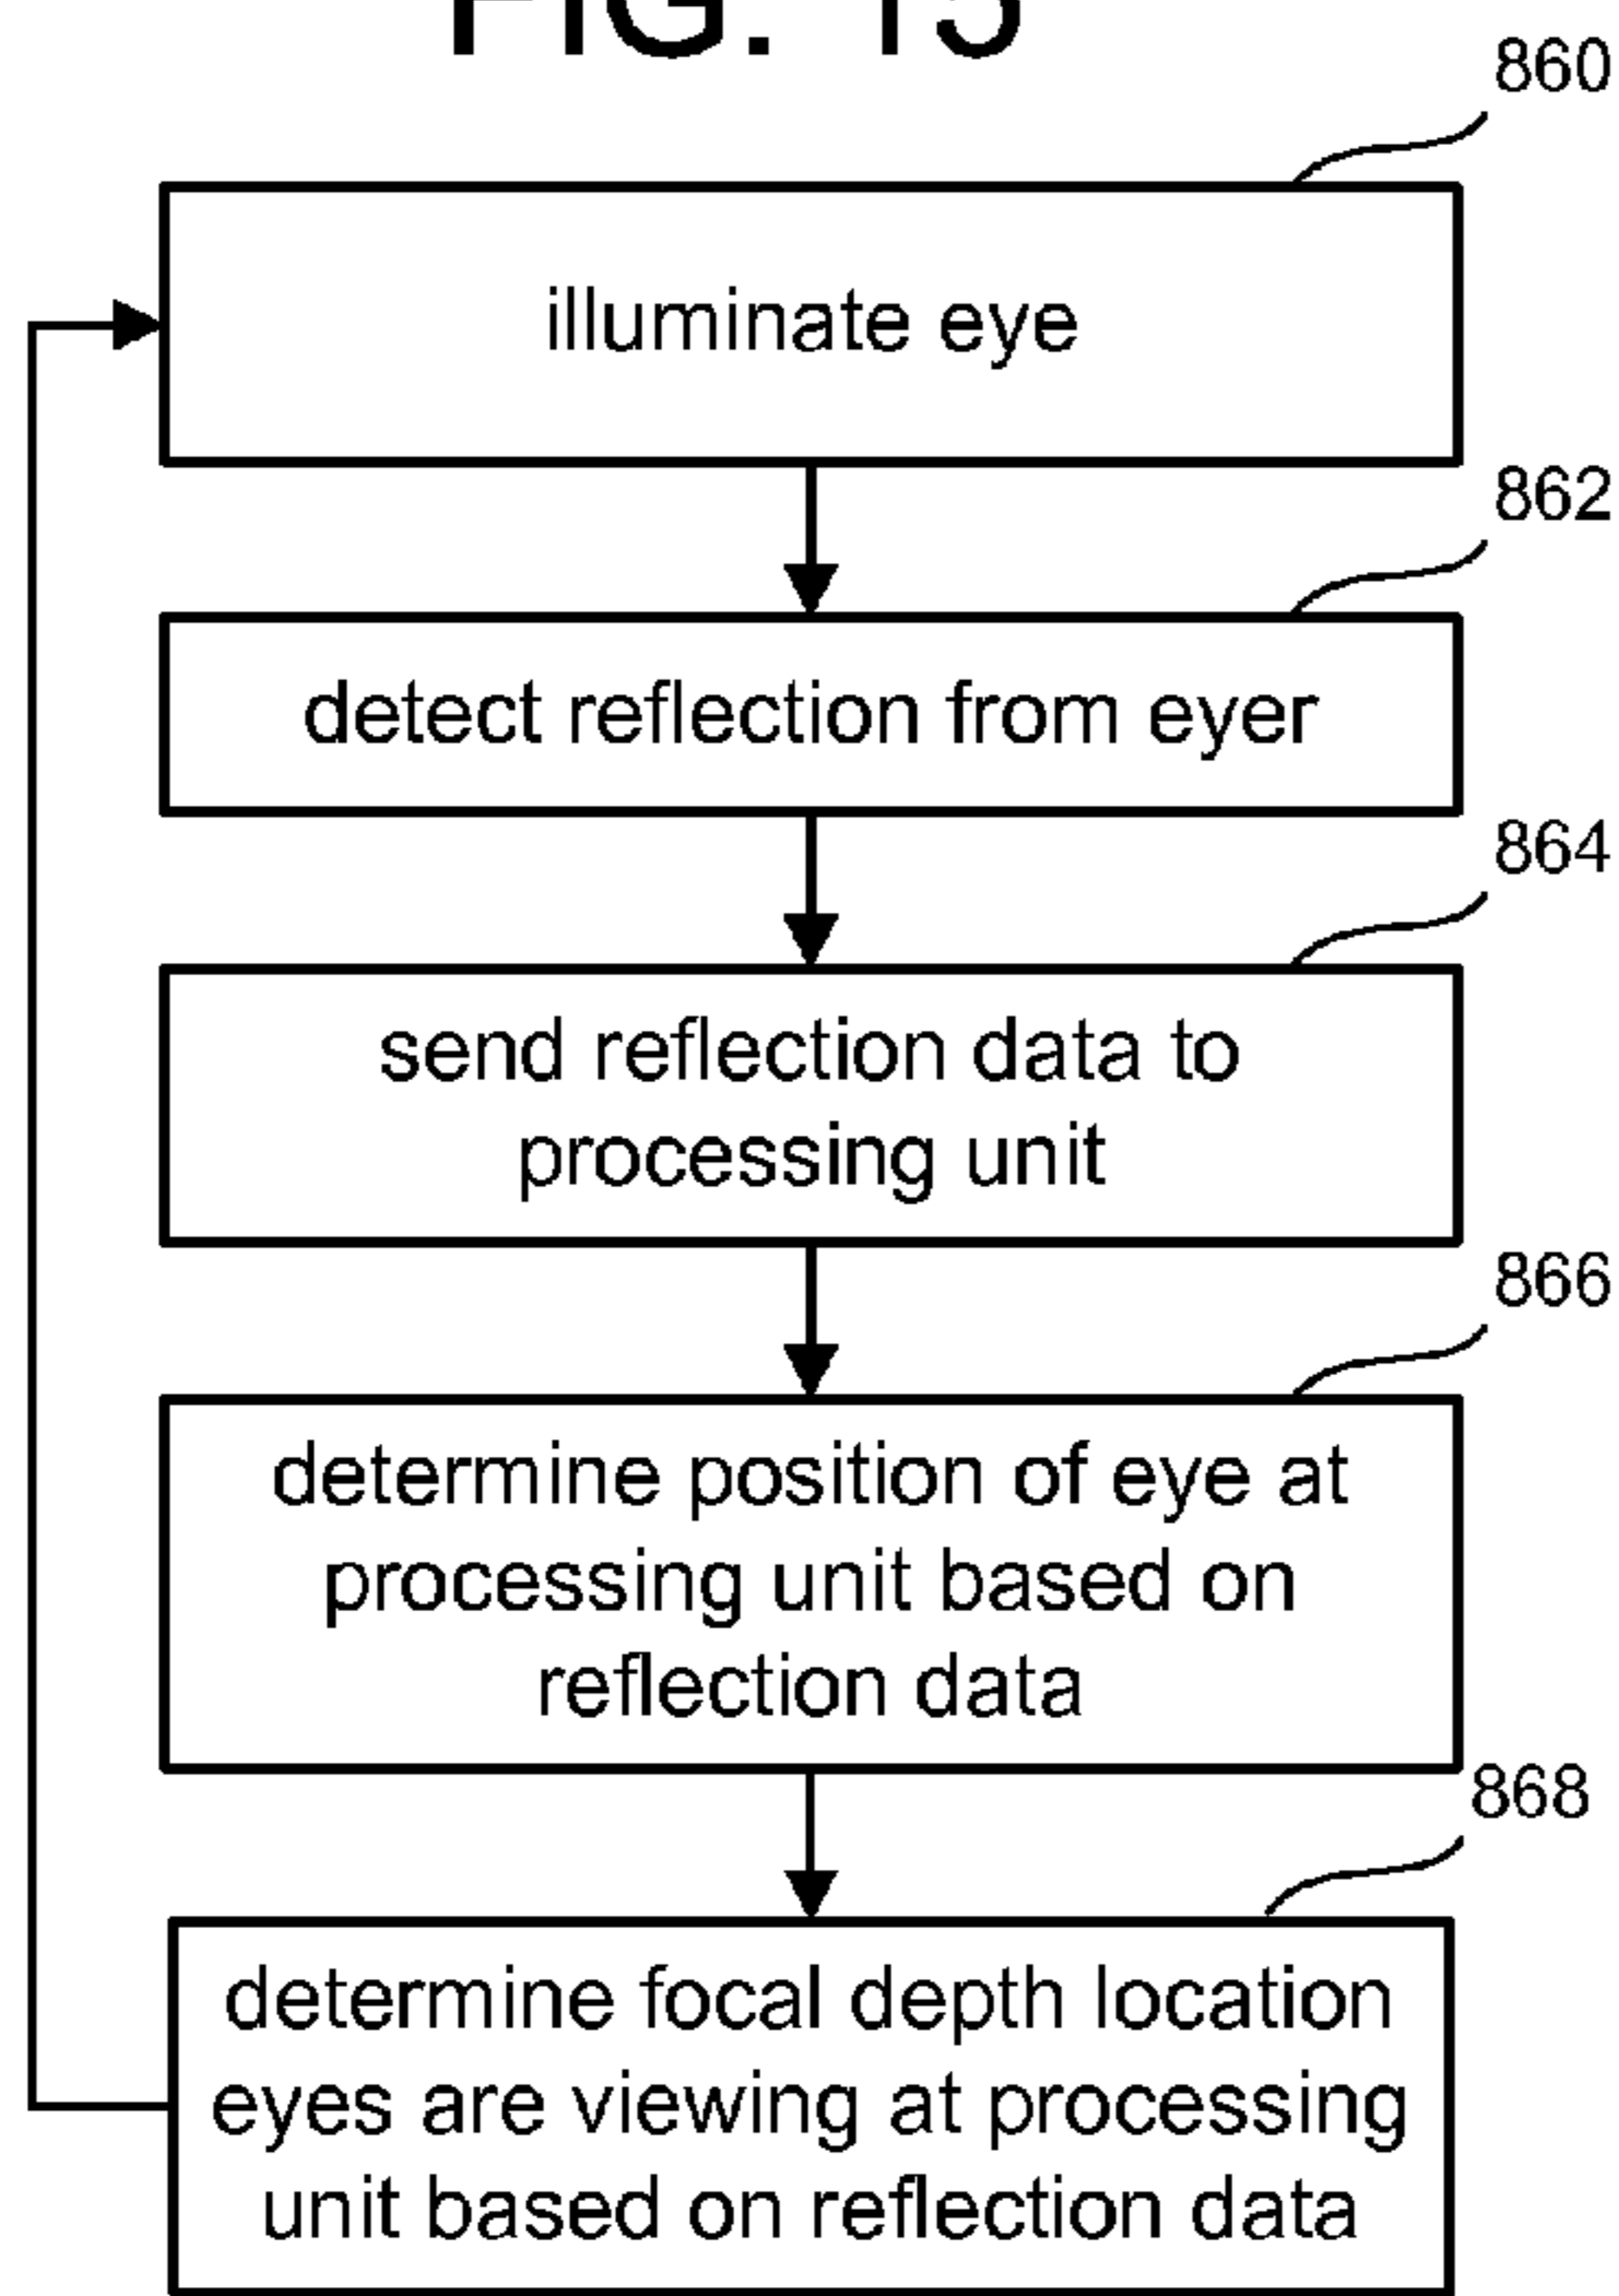 FIG. 15
860
illuminate eye
862
detect reflection from eyer
864
send reflection data to
processing unit
866
determine position of eye at
processing unit based on
reflection data
868
determine focal depth location
eyes are viewing at processing
unit based on reflection data